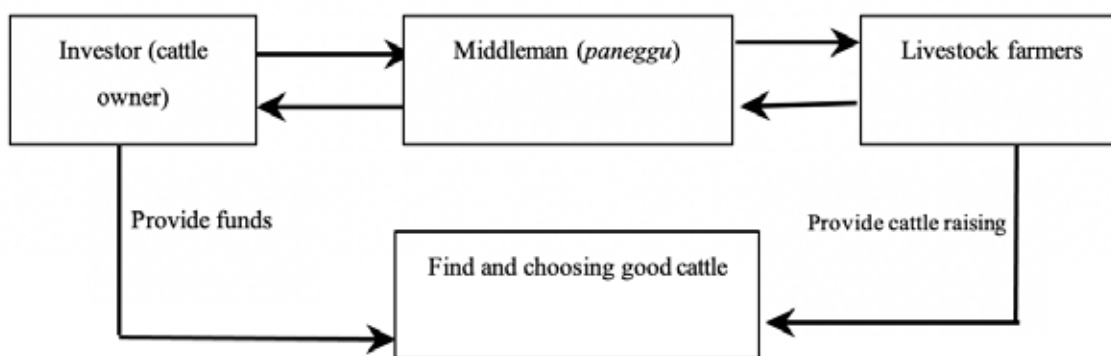 Investor (cattle
owner)
Middleman (paneggu)
Livestock farmers
Provide funds
Provide cattle raising
Find and choosing good cattle